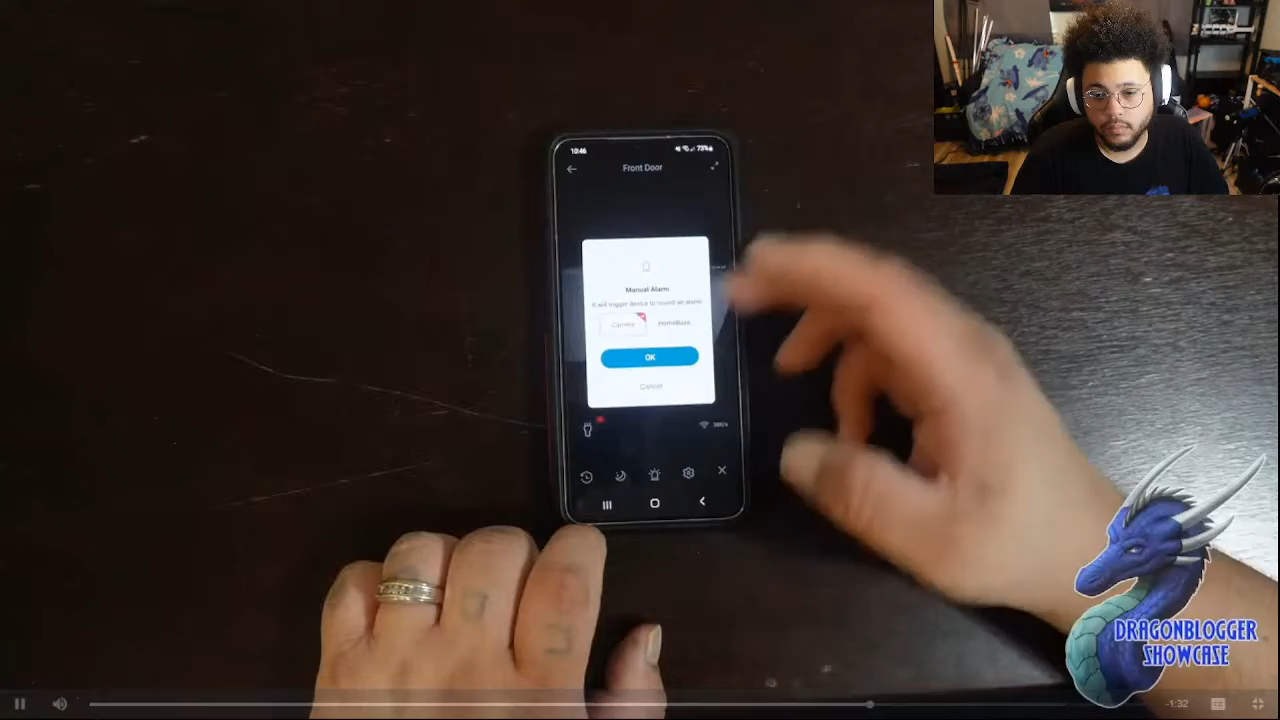 10:46
73%
Front Door
Manual Alarm
It will trigger device to sound an alarm
Camera
HomeBase
OK
Cancel
DRAGONBLOGGER
SHOWCASE
-1:32